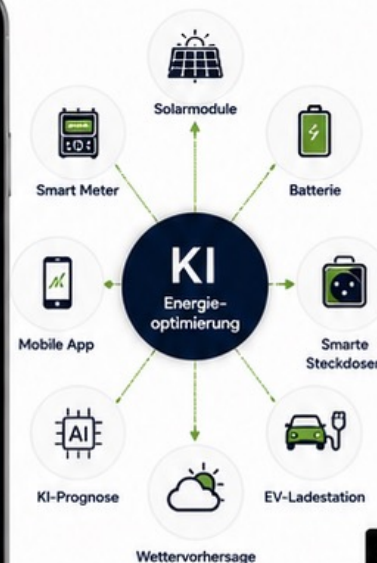 Solarmodule
Smart Meter
Batterie
KI
Energie-
optimierung
Mobile App
Smarte
Steckdosen
AI
KI-Prognose
EV-Ladestation
Wettervorhersage